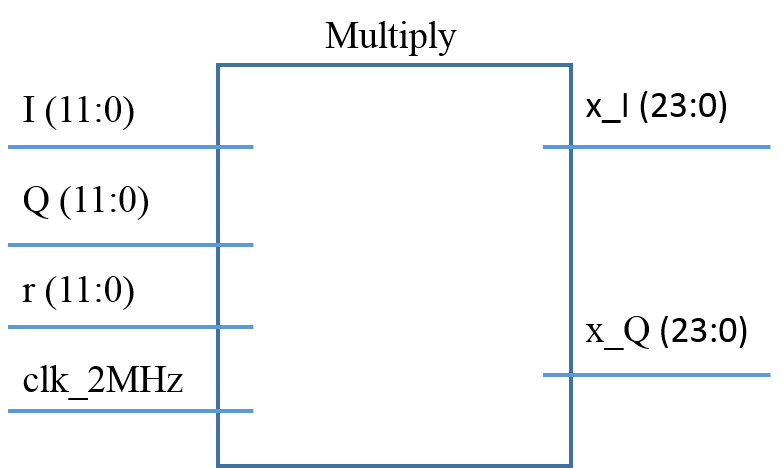 Multiply
I (11:0)
x_I (23:0)
Q (11:0)
r (11:0)
x_Q (23:0)
clk_2MHz